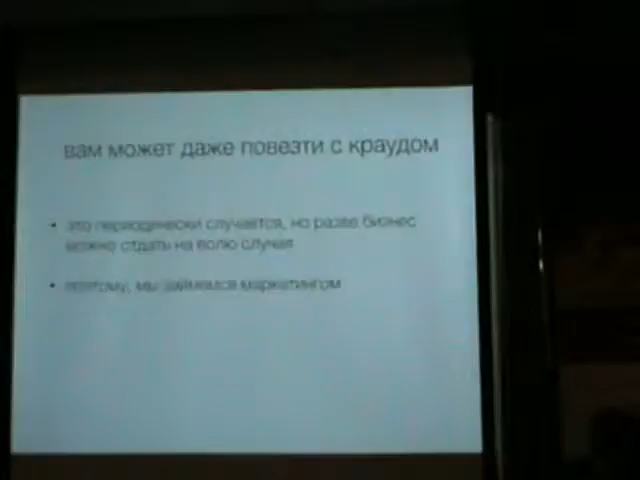 вам может даже повезти с краудом
• это периодически случается, но разве бизнес
можно отдать на волю случая
• поэтому, мы займемся маркетингом